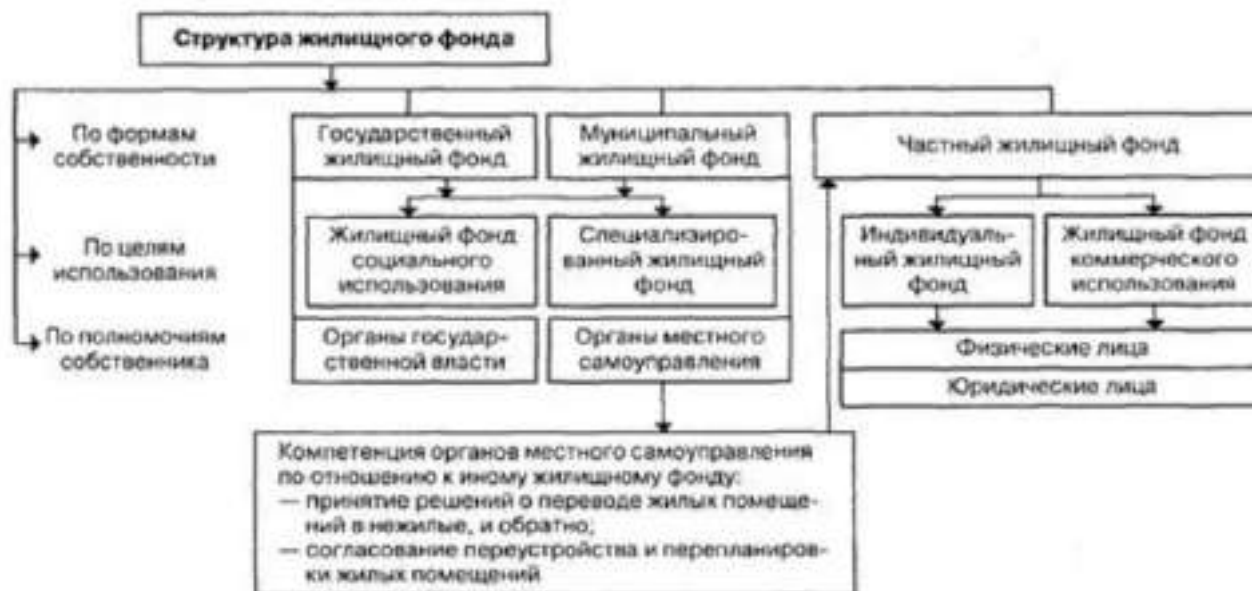 Структура жилищного фонда
По формам
собственности
Государственный
жилищный фонд
Муниципальный
жилищный фонд
Частный жилищный фонд
По целям
использования
Жилищный фонд
социального
использования
Специализиро-
ванный жилищный
фонд
Индивидуаль-
ный жилищный
фонд
Жилищный фонд
коммерческого
использования
По полномочиям
собственника
Органы государ-
ственной власти
Органы местного
самоуправления
Физические лица
Юридические лица
Компетенция органов местного самоуправления
по отношению к иному жилищному фонду:
— принятие решений о переводе жилых помеще-
ний в нежилые, и обратно;
— согласование переустройства и перепланиров-
ки жилых помещений